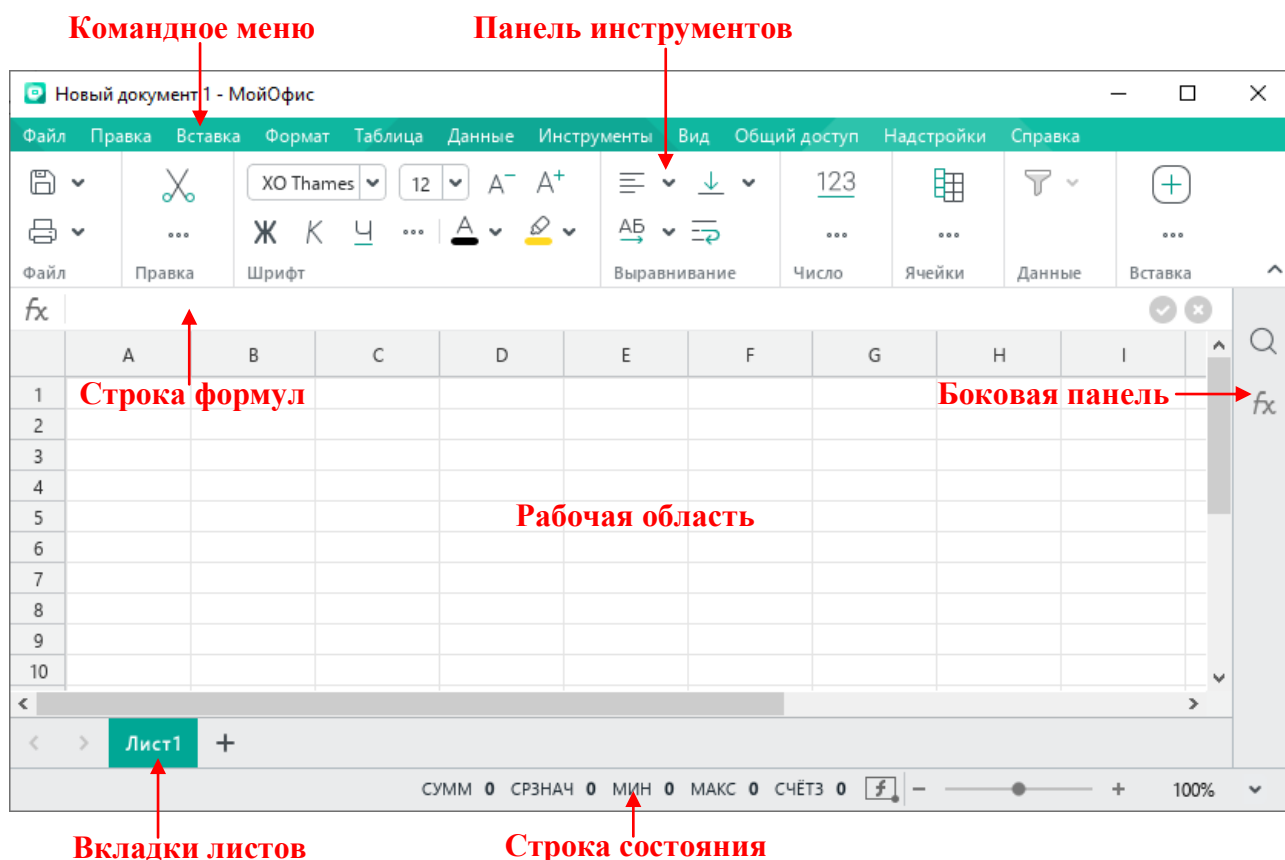 Командное меню Панель инструментов
Новый документ 1 - МойОфис
Файл Правка Вставка Формат Таблица Данные Инструменты Вид Общий доступ Надстройки Справка
XO Thames 12 A⁻ A⁺ 123
Ж К Ч А АБ
Файл Правка Шрифт Выравнивание Число Ячейки Данные Вставка
fx
A B C D E F G H I
1 Строка формул Боковая панель fx
2
3
4
5 Рабочая область
6
7
8
9
10
Лист1 +
СУММ 0 СРЗНАЧ 0 МИН 0 МАКС 0 СЧЁТЗ 0 f − + 100%
Вкладки листов Строка состояния